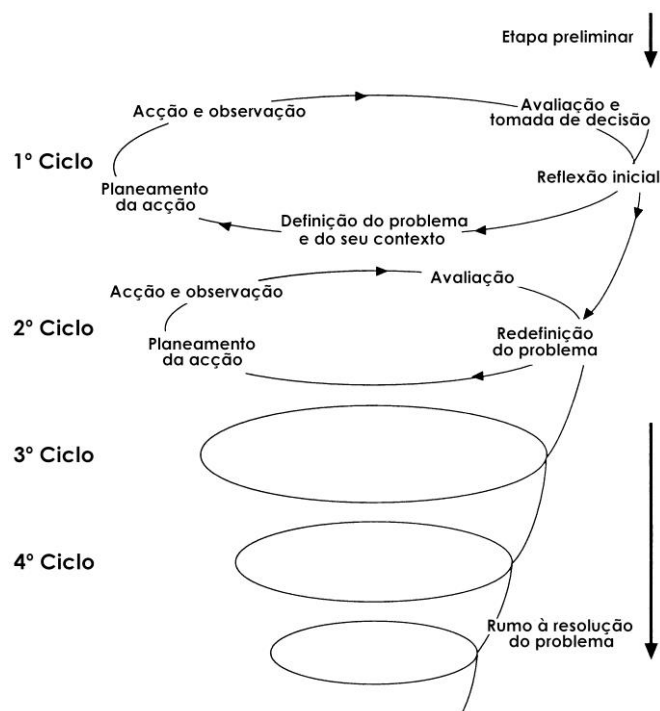 Etapa preliminar
Acção e observação
Avaliação e
tomada de decisão
1º Ciclo
Reflexão inicial
Planeamento
da acção
Definição do problema
e do seu contexto
Acção e observação
Avaliação
2º Ciclo
Planeamento
da acção
Redefinição
do problema
3º Ciclo
4º Ciclo
Rumo à resolução
do problema